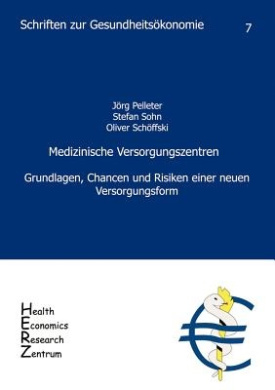 Schriften zur Gesundheitsökonomie 7
Jörg Pelleter
Stefan Sohn
Oliver Schöffski
Medizinische Versorgungszentren
Grundlagen, Chancen und Risiken einer neuen
Versorgungsform
Health
Economics
Research
Zentrum